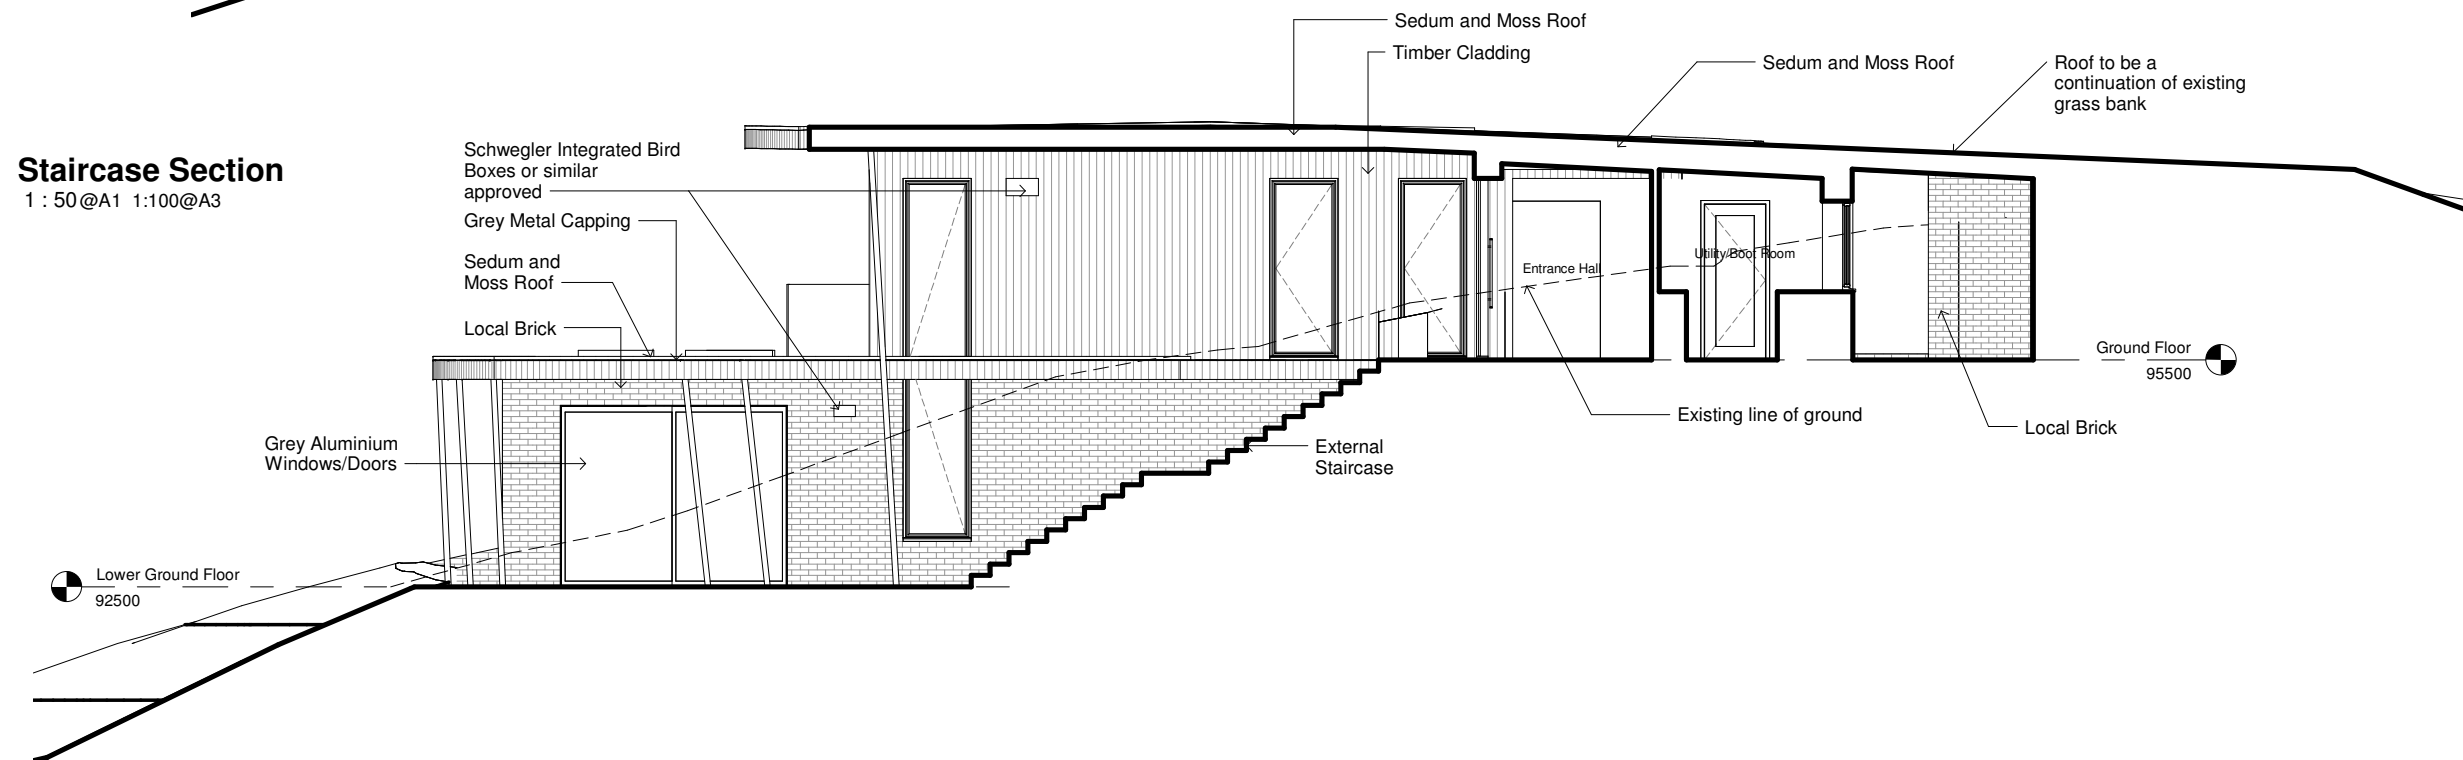 Sedum and Moss Roof
Timber Cladding
Sedum and Moss Roof
Roof to be a
continuation of existing
grass bank
Staircase Section
1 : 50@A1 1:100@A3
Schwegler Integrated Bird
Boxes or similar
approved
Grey Metal Capping
Sedum and
Moss Roof
Local Brick
Grey Aluminium
Windows/Doors
Entrance Hall
Utility/Boot Room
Ground Floor
95500
Existing line of ground
Local Brick
External
Staircase
Lower Ground Floor
92500